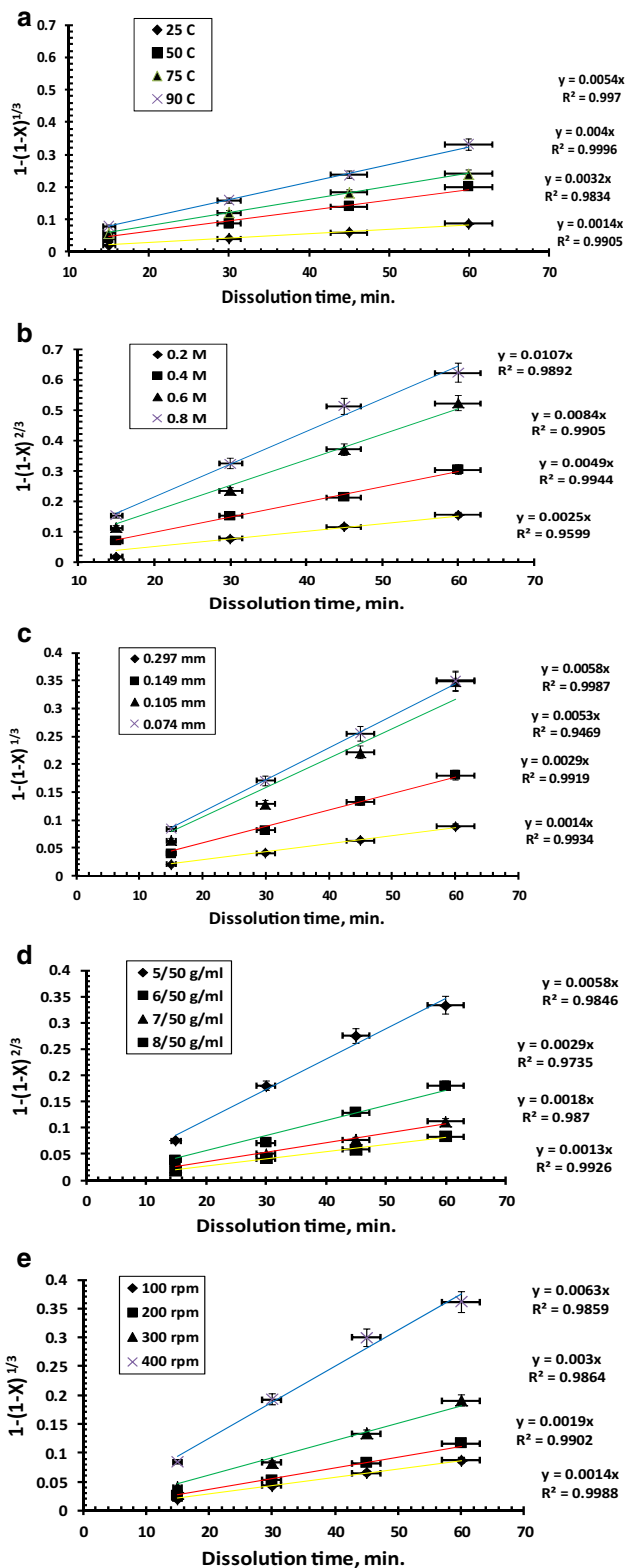 a
25 C
50 C
75 C
90 C
0.7
0.6
0.5
0.4
0.3
0.2
0.1
0
1-(1-X)^1/3
10 20 30 40 50 60 70
Dissolution time, min.
y = 0.0054x
R² = 0.997
y = 0.004x
R² = 0.9996
y = 0.0032x
R² = 0.9834
y = 0.0014x
R² = 0.9905
b
0.2 M
0.4 M
0.6 M
0.8 M
0.7
0.6
0.5
0.4
0.3
0.2
0.1
0
1-(1-X)^2/3
10 20 30 40 50 60 70
Dissolution time, min.
y = 0.0107x
R² = 0.9892
y = 0.0084x
R² = 0.9905
y = 0.0049x
R² = 0.9944
y = 0.0025x
R² = 0.9599
c
0.297 mm
0.149 mm
0.105 mm
0.074 mm
0.4
0.35
0.3
0.25
0.2
0.15
0.1
0.05
0
1-(1-X)^1/3
0 10 20 30 40 50 60 70
Dissolution time, min.
y = 0.0058x
R² = 0.9987
y = 0.0053x
R² = 0.9469
y = 0.0029x
R² = 0.9919
y = 0.0014x
R² = 0.9934
d
5/50 g/ml
6/50 g/ml
7/50 g/ml
8/50 g/ml
0.4
0.35
0.3
0.25
0.2
0.15
0.1
0.05
0
1-(1-X)^2/3
0 10 20 30 40 50 60 70
Dissolution time, min.
y = 0.0058x
R² = 0.9846
y = 0.0029x
R² = 0.9735
y = 0.0018x
R² = 0.987
y = 0.0013x
R² = 0.9926
e
100 rpm
200 rpm
300 rpm
400 rpm
0.4
0.35
0.3
0.25
0.2
0.15
0.1
0.05
0
1-(1-X)^1/3
0 10 20 30 40 50 60 70
Dissolution time, min.
y = 0.0063x
R² = 0.9859
y = 0.003x
R² = 0.9864
y = 0.0019x
R² = 0.9902
y = 0.0014x
R² = 0.9988